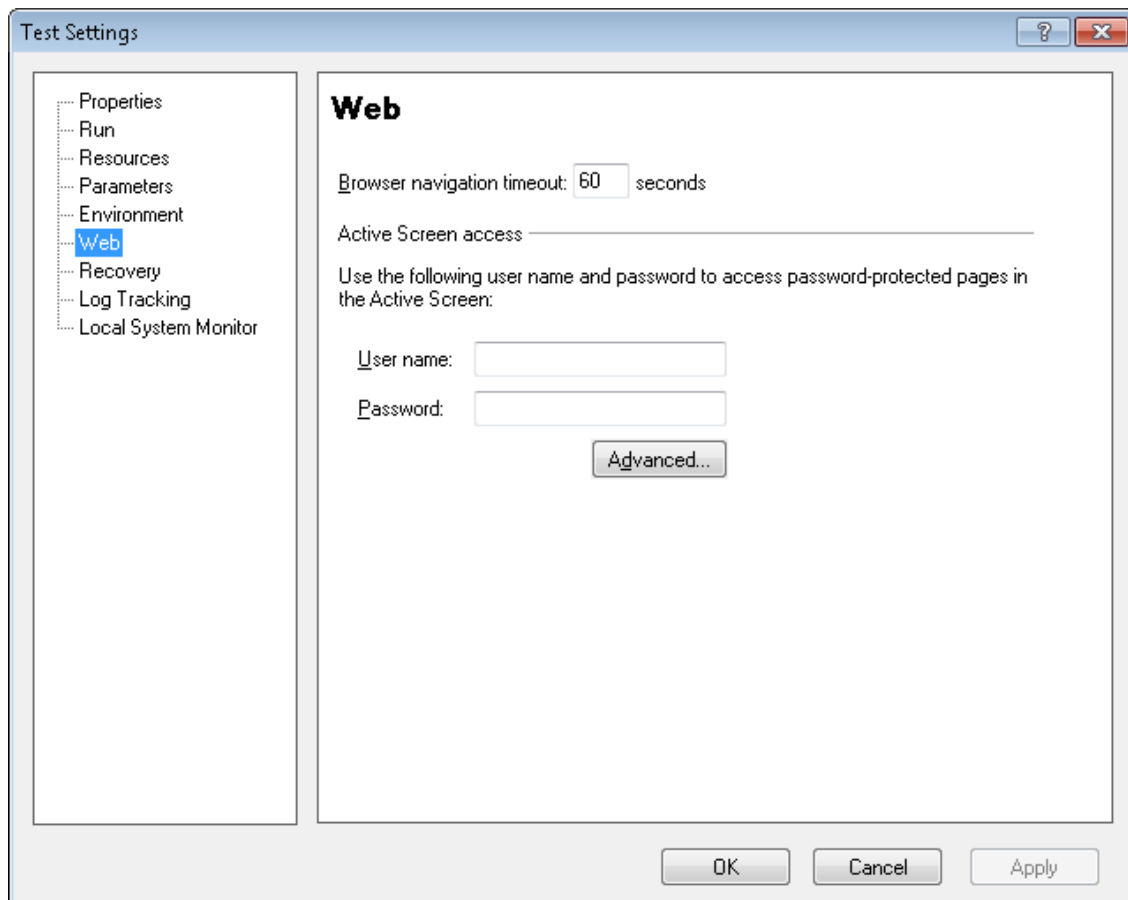 Test Settings
Properties
Run
Resources
Parameters
Environment
Web
Recovery
Log Tracking
Local System Monitor
Web
Browser navigation timeout: 60 seconds
Active Screen access
Use the following user name and password to access password-protected pages in
the Active Screen:
User name:
Password:
Advanced...
OK Cancel Apply